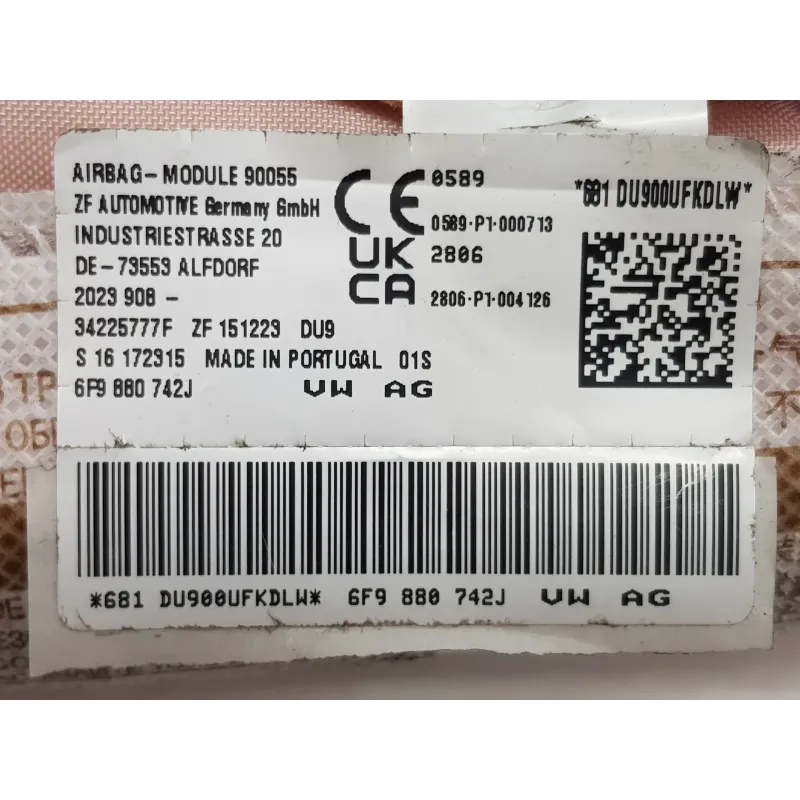 AIRBAG-MODULE 90055
ZF AUTOMOTIVE Germany GmbH
INDUSTRIESTRASSE 20
DE-73553 ALFDORF
2023 908 -
34225777F ZF 151223 DU9
S 16 172315 MADE IN PORTUGAL 01S
6F9 880 742J VW AG
CE 0589
0589-P1-000713
UK 2806
CA 2806-P1-004126
*681 DU900UFKDLW*
*681 DU900UFKDLW* 6F9 880 742J VW AG